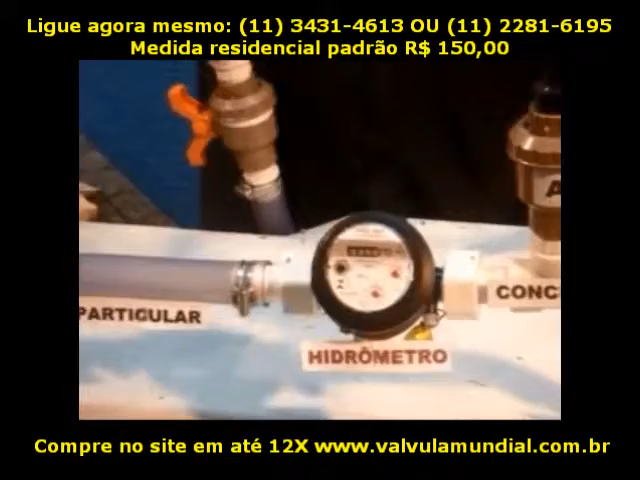 Ligue agora mesmo: (11) 3431-4613 OU (11) 2281-6195
Medida residencial padrão R$ 150,00
A
PARTICULAR
CONC
HIDRÔMETRO
Compre no site em até 12X www.valvulamundial.com.br